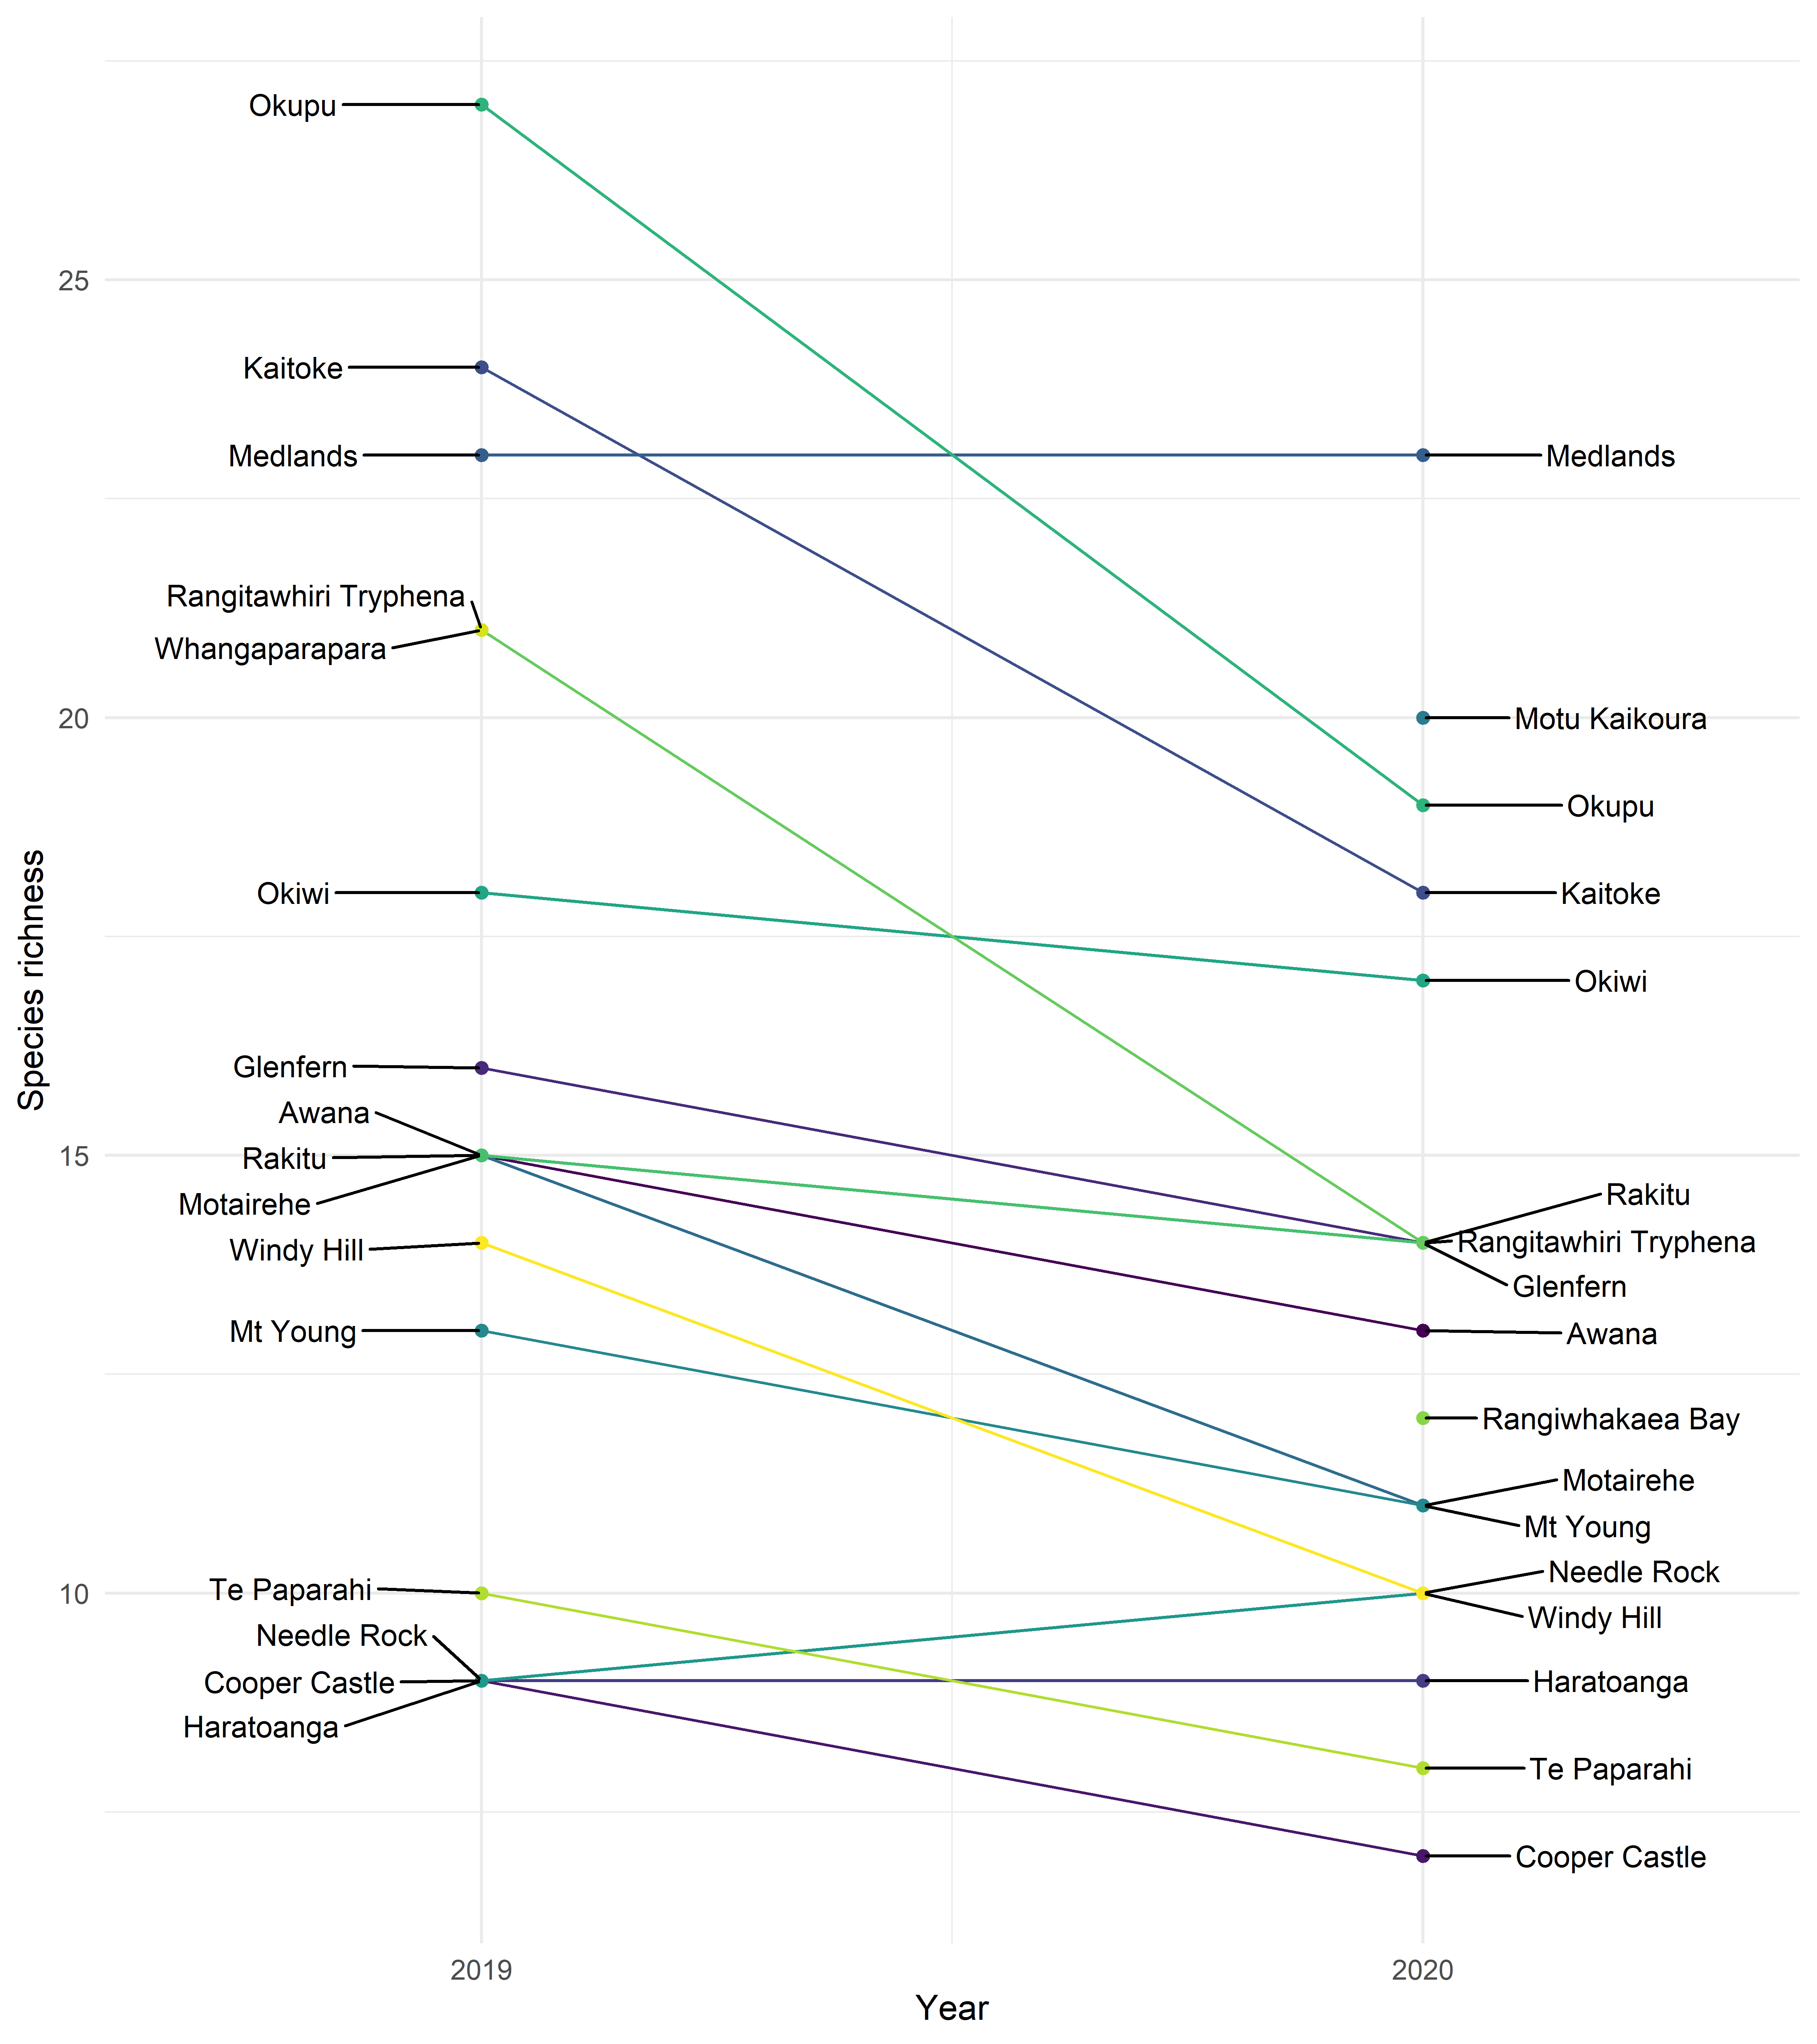 Okupu
25
Kaitoke
Medlands
Medlands
Rangitawhiri Tryphena
Whangaparapara
20
Motu Kaikoura
Okupu
Okiwi
Kaitoke
Species richness
Okiwi
Glenfern
Awana
15
Rakitu
Motairehe
Rakitu
Windy Hill
Rangitawhiri Tryphena
Glenfern
Mt Young
Awana
Rangiwhakaea Bay
Motairehe
Mt Young
Needle Rock
10
Te Paparahi
Windy Hill
Needle Rock
Cooper Castle
Haratoanga
Haratoanga
Te Paparahi
Cooper Castle
2019
2020
Year